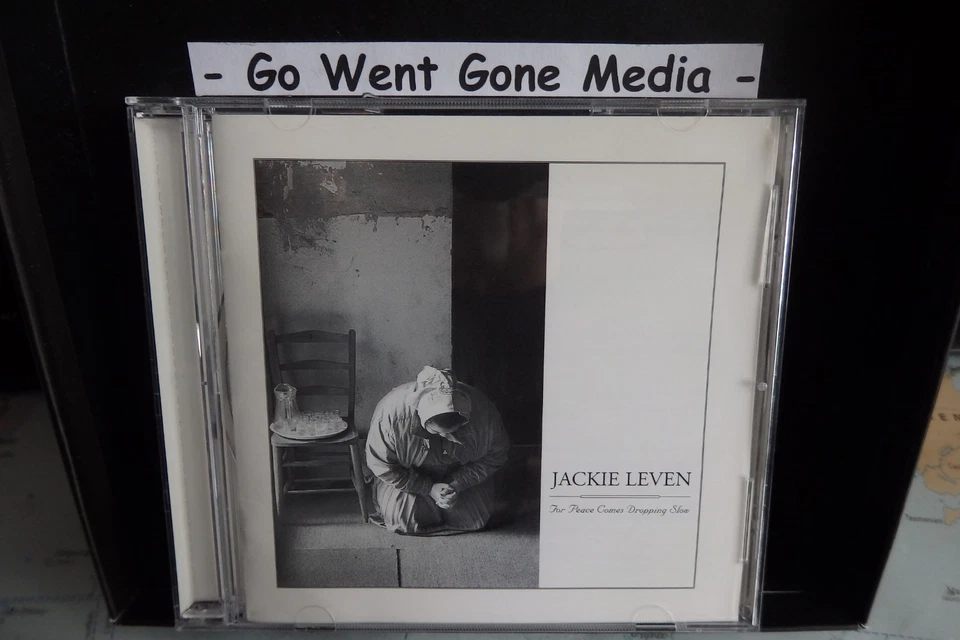 - Go Went Gone Media -
JACKIE LEVEN
For Peace Comes Dropping Slow